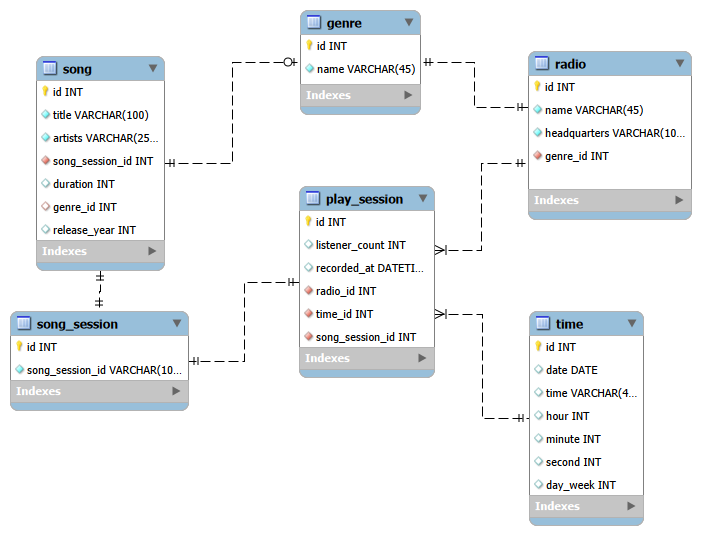 genre
id INT
name VARCHAR(45)
Indexes
song
id INT
title VARCHAR(100)
artists VARCHAR(25...
song_session_id INT
duration INT
genre_id INT
release_year INT
Indexes
radio
id INT
name VARCHAR(45)
headquarters VARCHAR(10...
genre_id INT
Indexes
play_session
id INT
listener_count INT
recorded_at DATETI...
radio_id INT
time_id INT
song_session_id INT
Indexes
song_session
id INT
song_session_id VARCHAR(10...
Indexes
time
id INT
date DATE
time VARCHAR(4...
hour INT
minute INT
second INT
day_week INT
Indexes